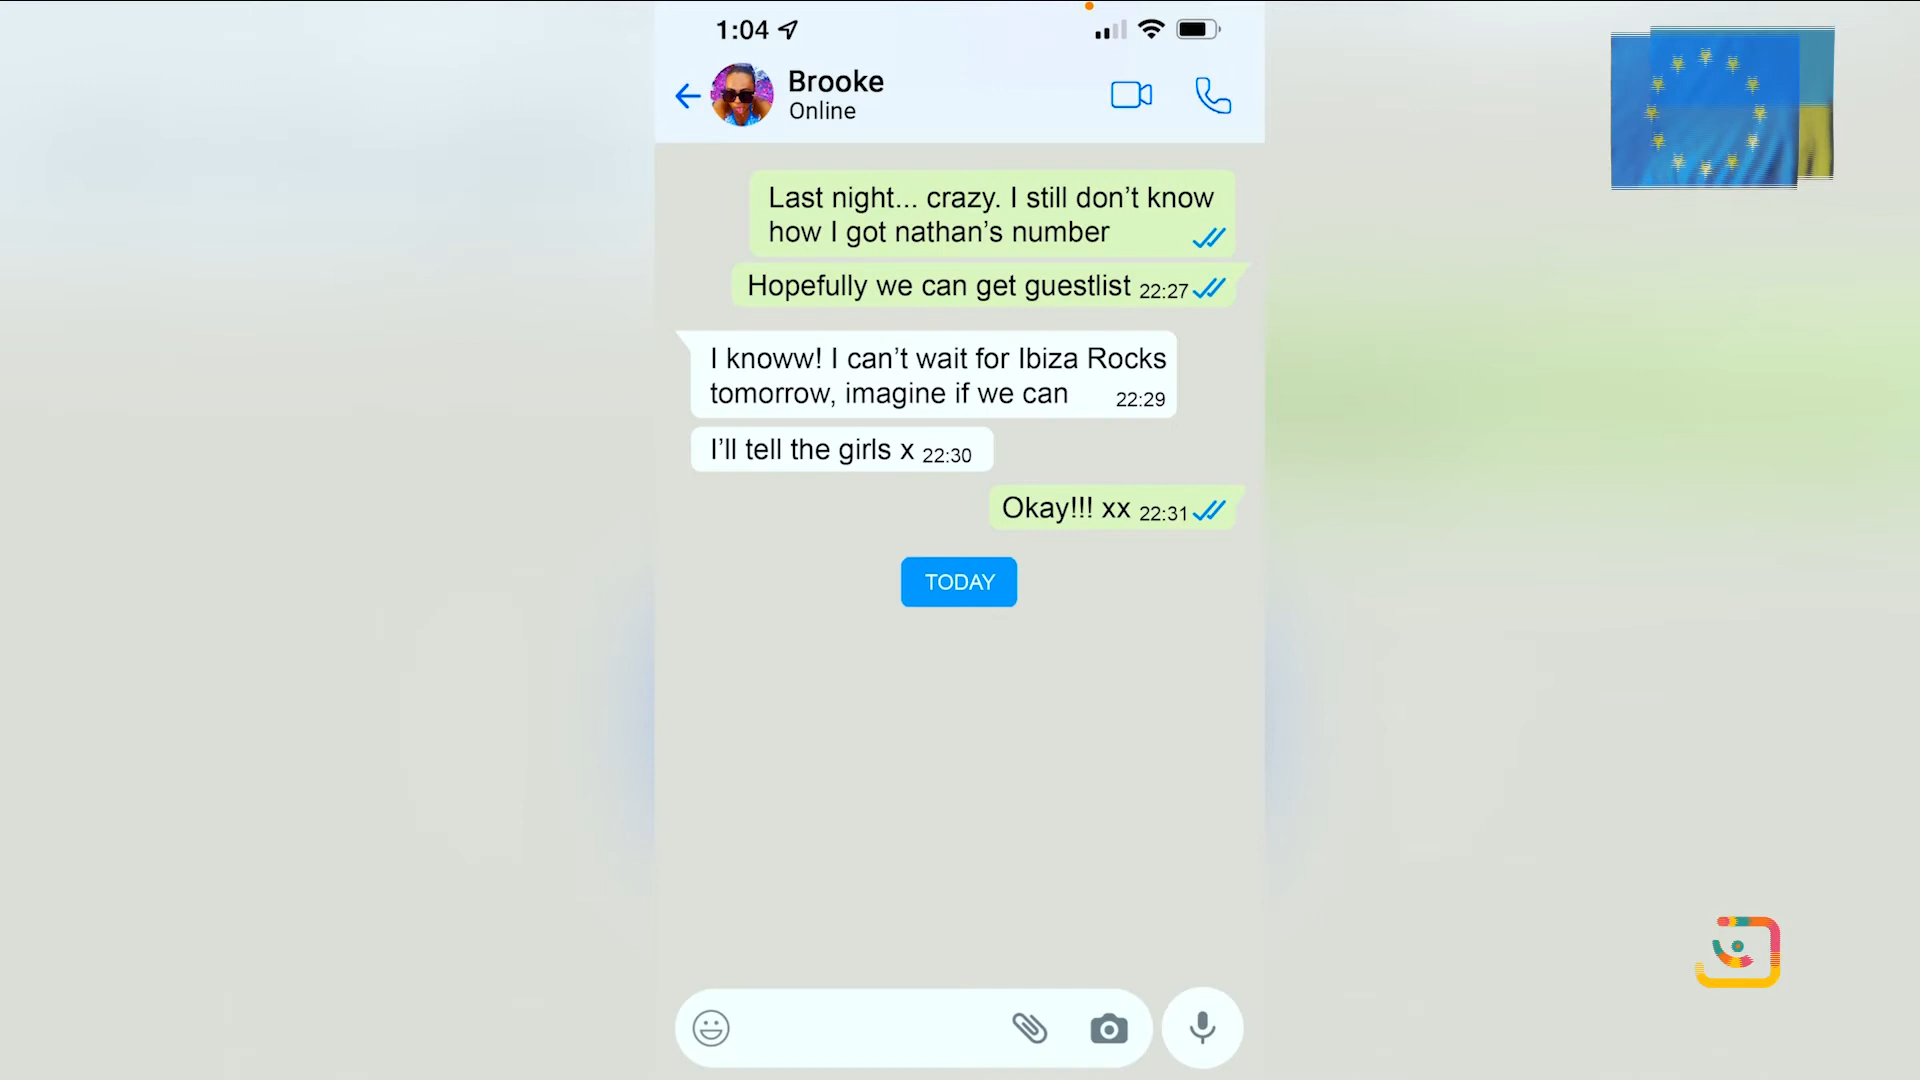 1:04
Brooke
Online
Last night... crazy. I still don’t know
how I got nathan’s number
Hopefully we can get guestlist 22:27
I knoww! I can’t wait for Ibiza Rocks
tomorrow, imagine if we can 22:29
I’ll tell the girls x 22:30
Okay!!! xx 22:31
TODAY